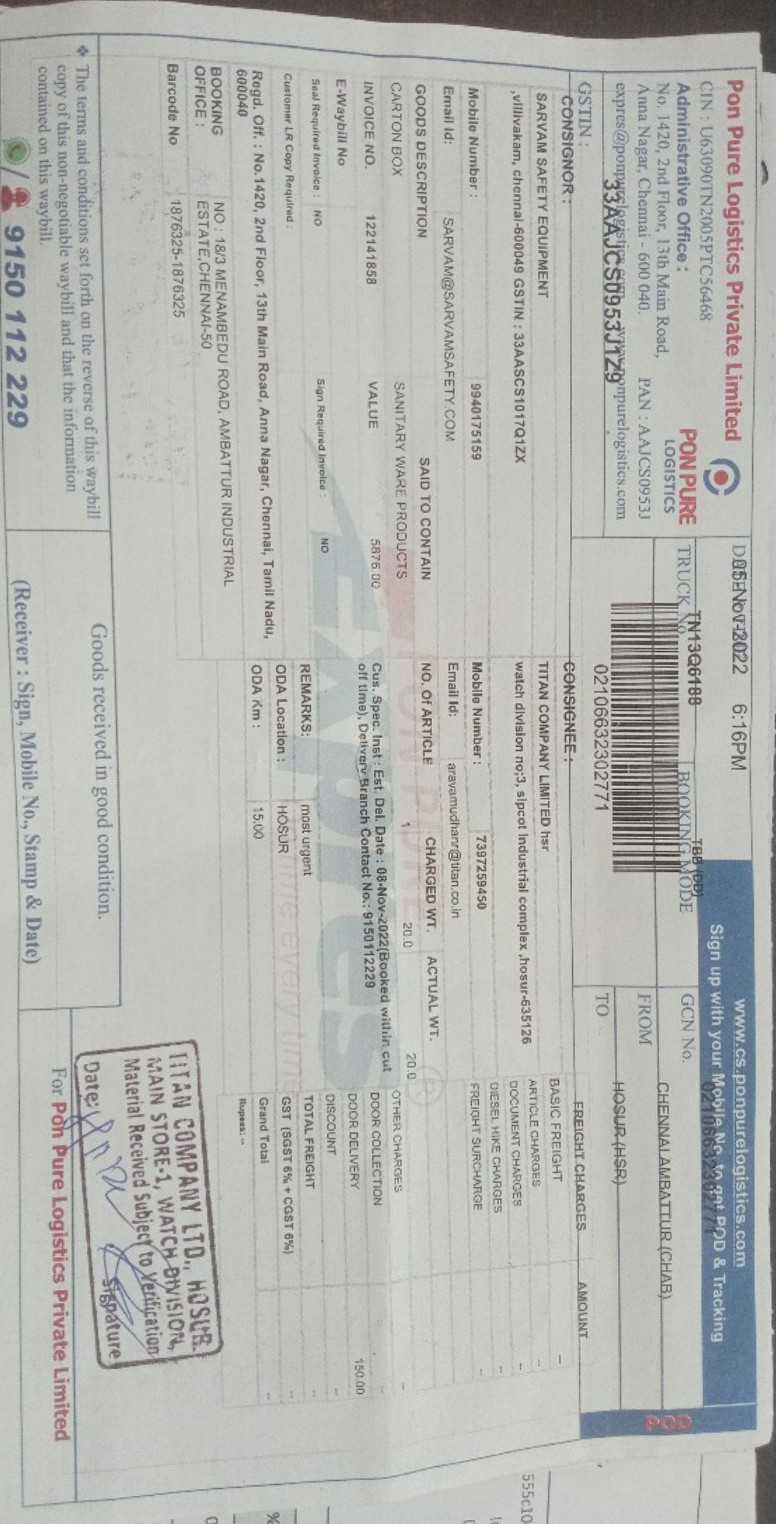 Pon Pure Logistics Private Limited
CIN : U63090TN2005PTC56468
Administrative Office :
No. 1420, 2nd Floor, 13th Main Road,
Anna Nagar, Chennai - 600 040. PAN : AAJCS0953J
PON PURE
LOGISTICS
GSTIN : 33AAJCS0953J1Z9
05-Nov-2022 6:16PM
TRUCK No. TN13Q6188
BOOKING MODE TBB (DD)
02106632302771
www.cs.ponpurelogistics.com
Sign up with your Mobile No. to get POD & Tracking
GCN No. 02106632302771
FROM CHENNAI AMBATTUR (CHAB)
TO HOSUR (HSR)
CONSIGNOR :
SARVAM SAFETY EQUIPMENT
,villivakam, chennai-600049 GSTIN : 33AASCS1017Q1ZX
Mobile Number : 9940175159
Email Id: SARVAM@SARVAMSAFETY.COM
CONSIGNEE :
TITAN COMPANY LIMITED hsr
watch division no;3, sipcot Industrial complex ,hosur-635126
Mobile Number : 7397259450
Email Id: aravamudhanr@titan.co.in
GOODS DESCRIPTION SAID TO CONTAIN NO. Of ARTICLE CHARGED WT. ACTUAL WT.
CARTON BOX SANITARY WARE PRODUCTS 1 20.0 20.0
INVOICE NO. 122141858 VALUE 5876.00
E-Waybill No
Seal Required Invoice : NO Sign Required Invoice : NO
Customer LR Copy Required :
Cus. Spec. Inst : Est. Del. Date : 08-Nov-2022(Booked within cut
off time), Delivery Branch Contact No.: 9150112229
REMARKS: most urgent
ODA Location : HOSUR
ODA Km : 15.00
FREIGHT CHARGES AMOUNT
BASIC FREIGHT --
ARTICLE CHARGES --
DOCUMENT CHARGES --
DIESEL HIKE CHARGES --
FREIGHT SURCHARGE --
OTHER CHARGES --
DOOR COLLECTION --
DOOR DELIVERY 150.00
DISCOUNT --
TOTAL FREIGHT --
GST (SGST 6% + CGST 6%) --
Grand Total --
Rupees: --
Regd. Off. : No.1420, 2nd Floor, 13th Main Road, Anna Nagar, Chennai, Tamil Nadu,
600040
BOOKING NO : 18/3 MENAMBEDU ROAD, AMBATTUR INDUSTRIAL
OFFICE : ESTATE,CHENNAI-50
Barcode No 1876325-1876325
❖ The terms and conditions set forth on the reverse of this waybill
copy of this non-negotiable waybill and that the information
contained on this waybill.
9150 112 229
Goods received in good condition.
(Receiver : Sign, Mobile No., Stamp & Date)
TITAN COMPANY LTD., HOSUR.
MAIN STORE-1, WATCH DIVISION,
Material Received Subject to Verification
Date: Signature
For Pon Pure Logistics Private Limited
555c10